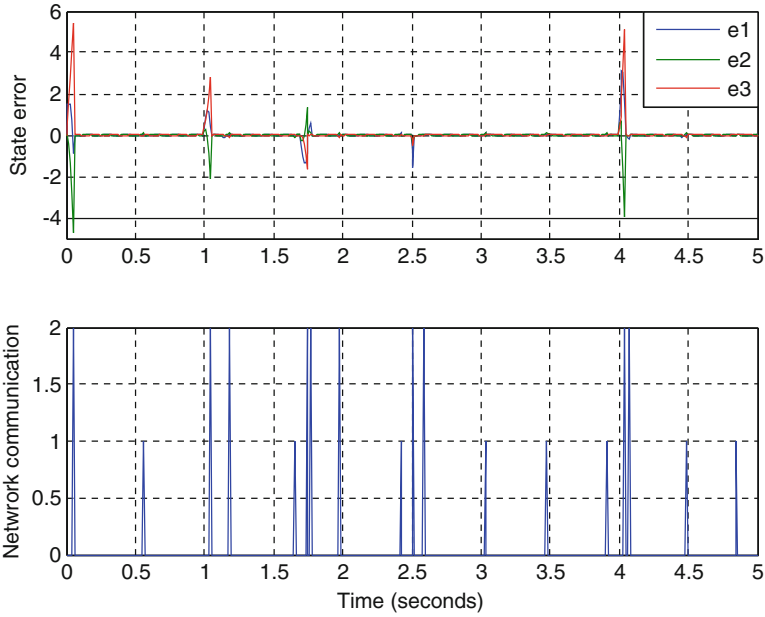 6
4
2
0
-2
-4
State error
e1
e2
e3
0 0.5 1 1.5 2 2.5 3 3.5 4 4.5 5
2
1.5
1
0.5
0
Netwrork communication
0 0.5 1 1.5 2 2.5 3 3.5 4 4.5 5
Time (seconds)